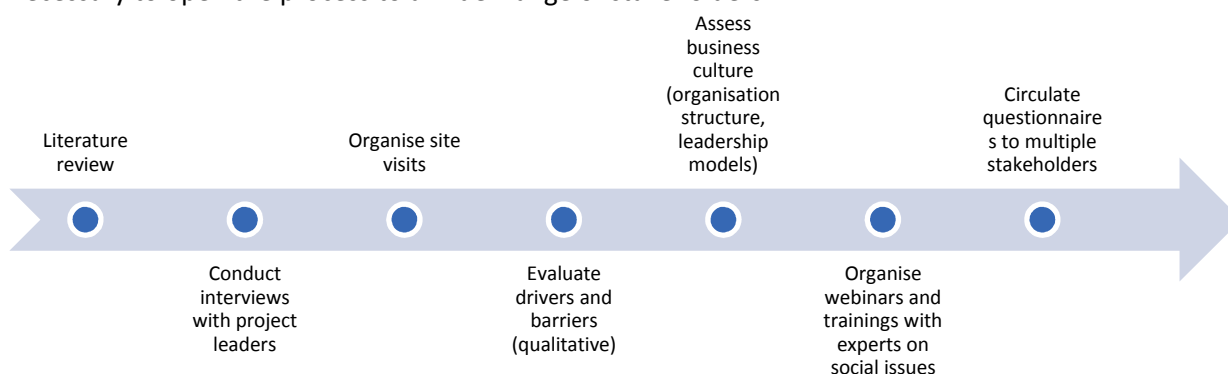 Literature
review
Conduct
interviews
with project
leaders
Organise site
visits
Evaluate
drivers and
barriers
(qualitative)
Assess
business
culture
(organisation
structure,
leadership
models)
Organise
webinars and
trainings with
experts on
social issues
Circulate
questionnaire
s to multiple
stakeholders